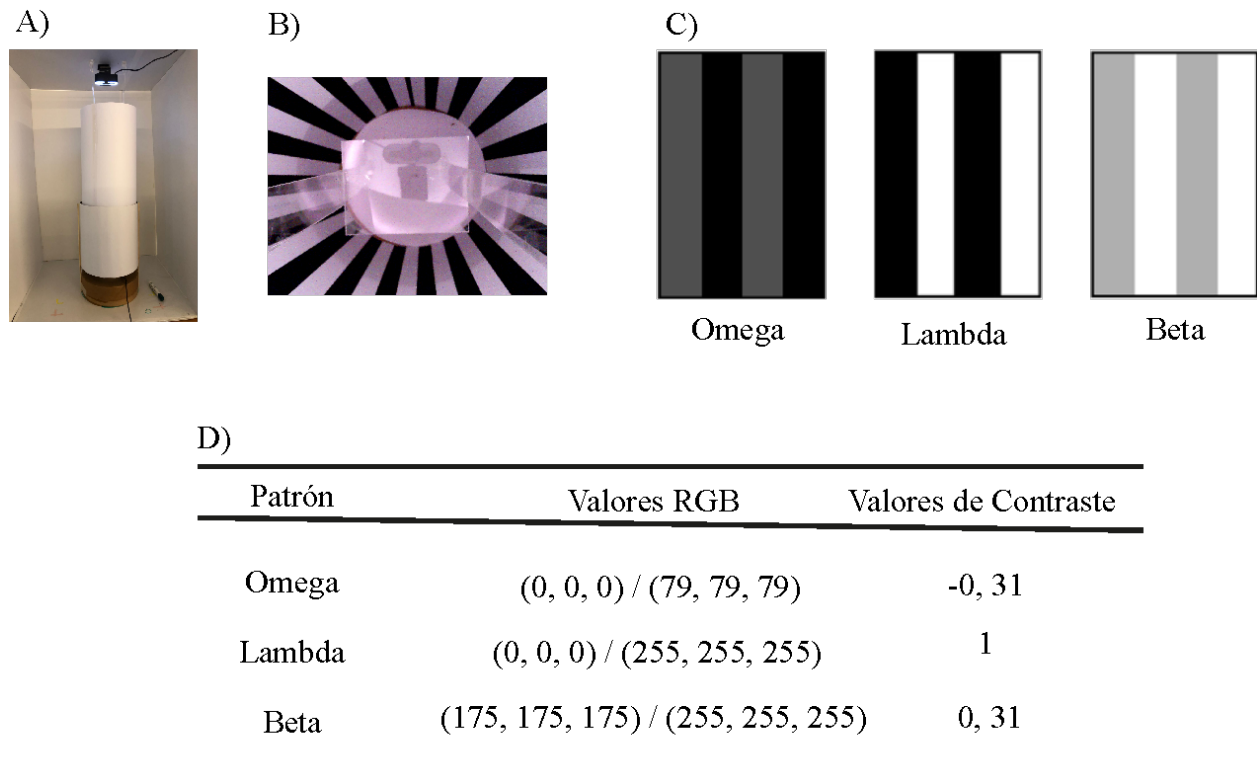 A)
B)
C)
Omega
Lambda
Beta
D)
Patrón Valores RGB Valores de Contraste
Omega (0, 0, 0) / (79, 79, 79) -0, 31
Lambda (0, 0, 0) / (255, 255, 255) 1
Beta (175, 175, 175) / (255, 255, 255) 0, 31